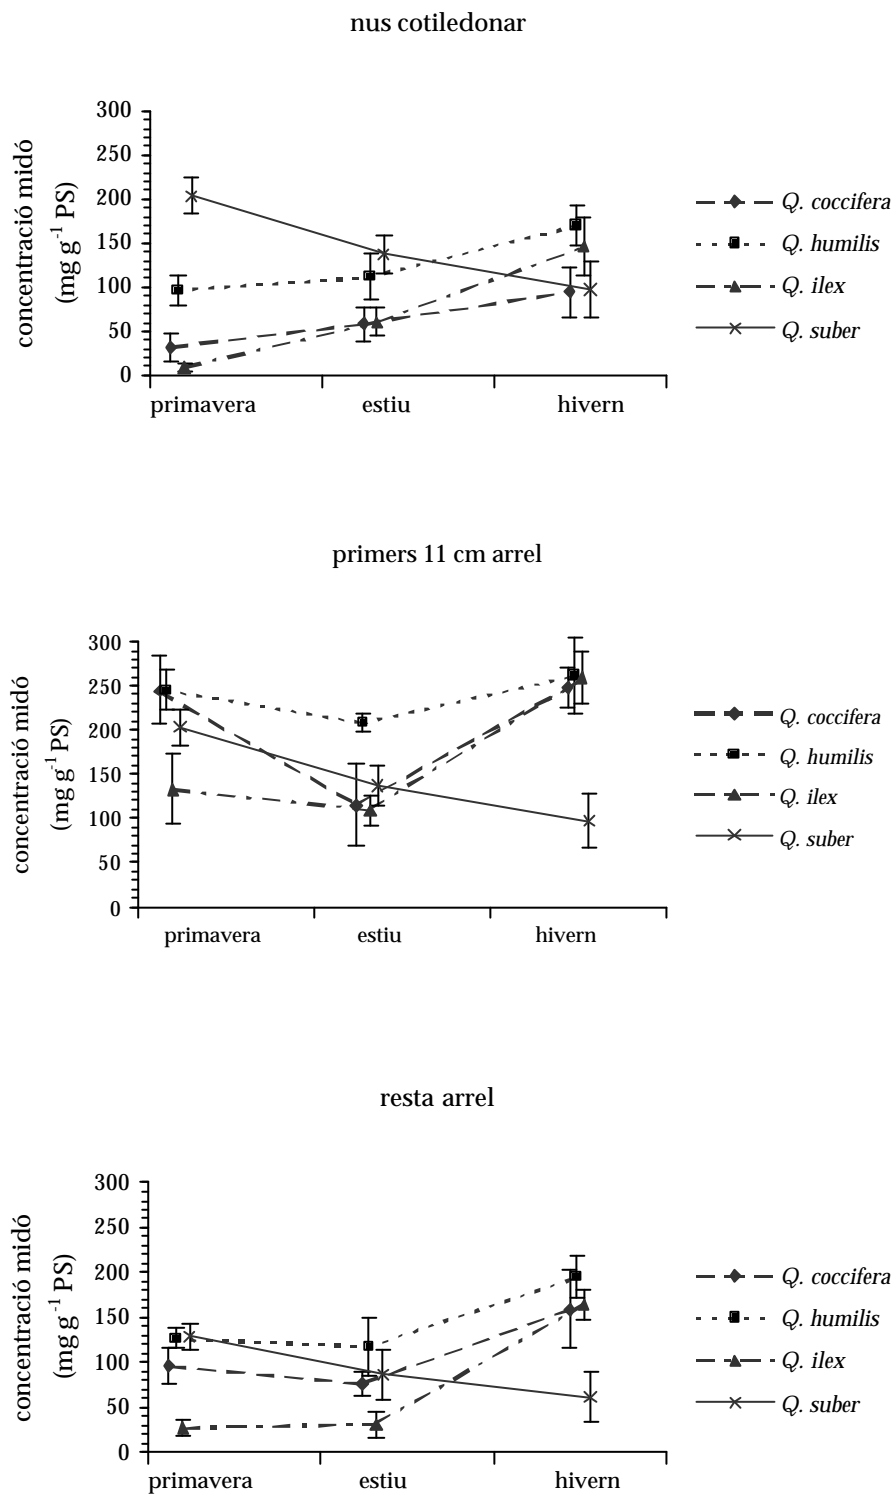 nus cotiledonar
concentració midó
(mg g-1 PS)
300
250
200
150
100
50
0
primavera estiu hivern
Q. coccifera
Q. humilis
Q. ilex
Q. suber
primers 11 cm arrel
concentració midó
(mg g-1 PS)
300
250
200
150
100
50
0
primavera estiu hivern
Q. coccifera
Q. humilis
Q. ilex
Q. suber
resta arrel
concentració midó
(mg g-1 PS)
300
250
200
150
100
50
0
primavera estiu hivern
Q. coccifera
Q. humilis
Q. ilex
Q. suber